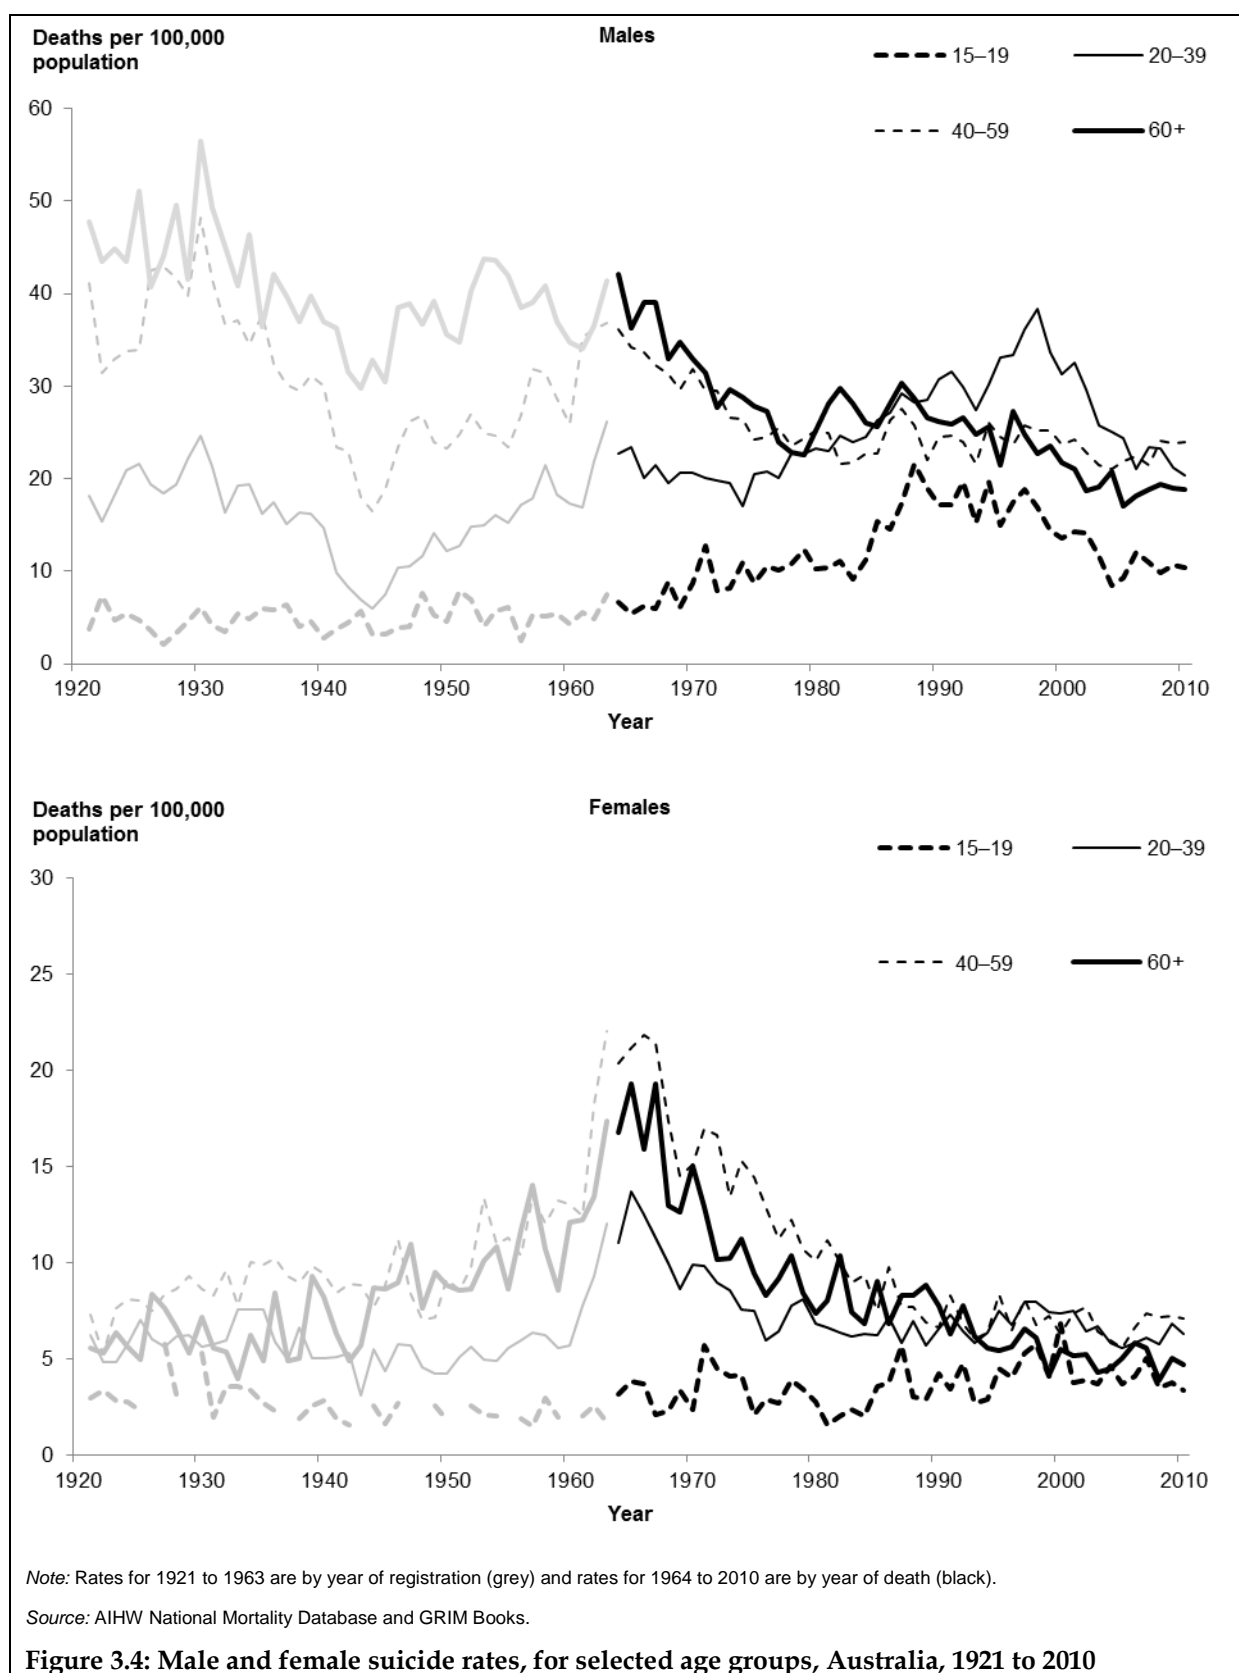 Deaths per 100,000
population
Males
15–19
20–39
40–59
60+
60
50
40
30
20
10
0
1920 1930 1940 1950 1960 1970 1980 1990 2000 2010
Year
Deaths per 100,000
population
Females
15–19
20–39
40–59
60+
30
25
20
15
10
5
0
1920 1930 1940 1950 1960 1970 1980 1990 2000 2010
Year
Note: Rates for 1921 to 1963 are by year of registration (grey) and rates for 1964 to 2010 are by year of death (black).
Source: AIHW National Mortality Database and GRIM Books.
Figure 3.4: Male and female suicide rates, for selected age groups, Australia, 1921 to 2010